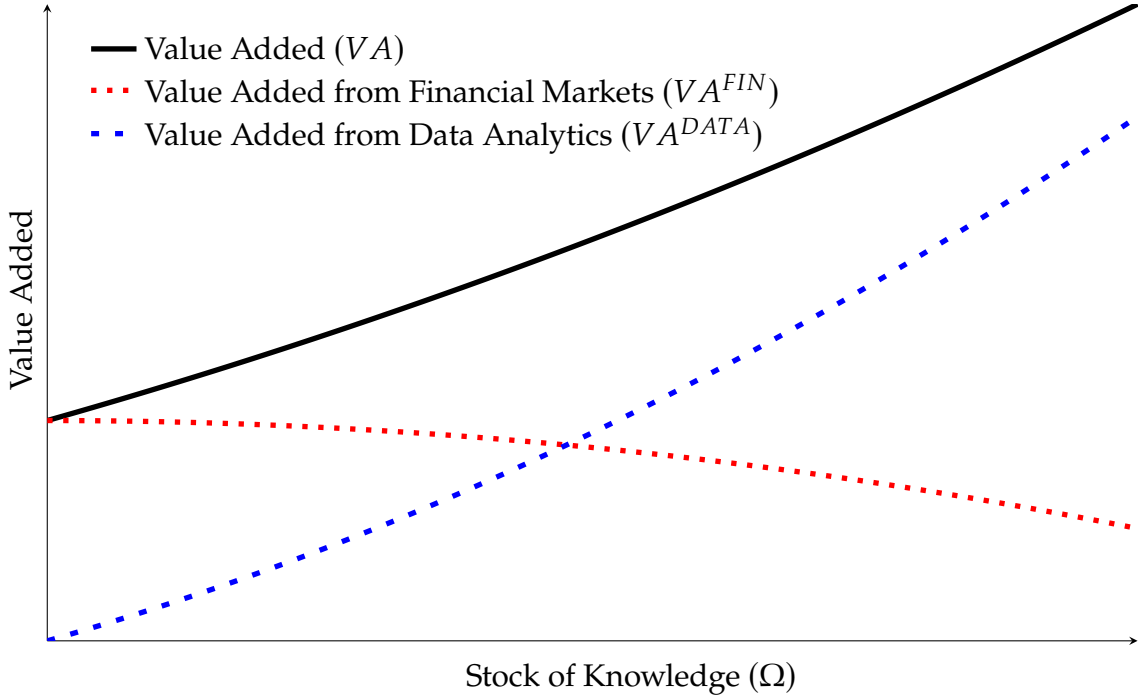 Value Added (VA)
Value Added from Financial Markets (VA^FIN)
Value Added from Data Analytics (VA^DATA)
Value Added
Stock of Knowledge (Ω)